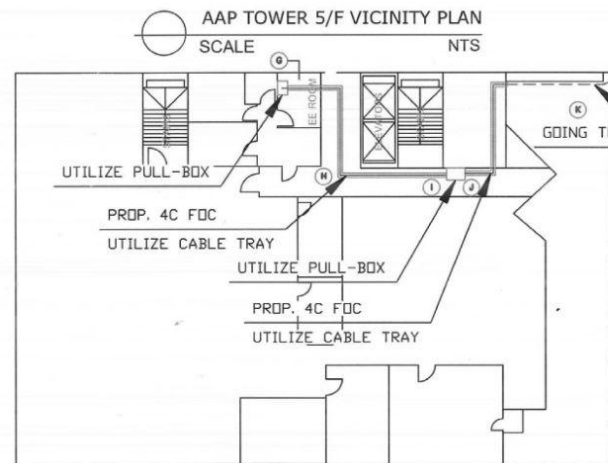 AAP TOWER 5/F VICINITY PLAN
SCALE NTS
G
EE ROOM
ELEVATORS
K
GOING T
UTILIZE PULL-BOX
H
I
J
PROP. 4C FOC
UTILIZE CABLE TRAY
UTILIZE PULL-BOX
PROP. 4C FOC
UTILIZE CABLE TRAY